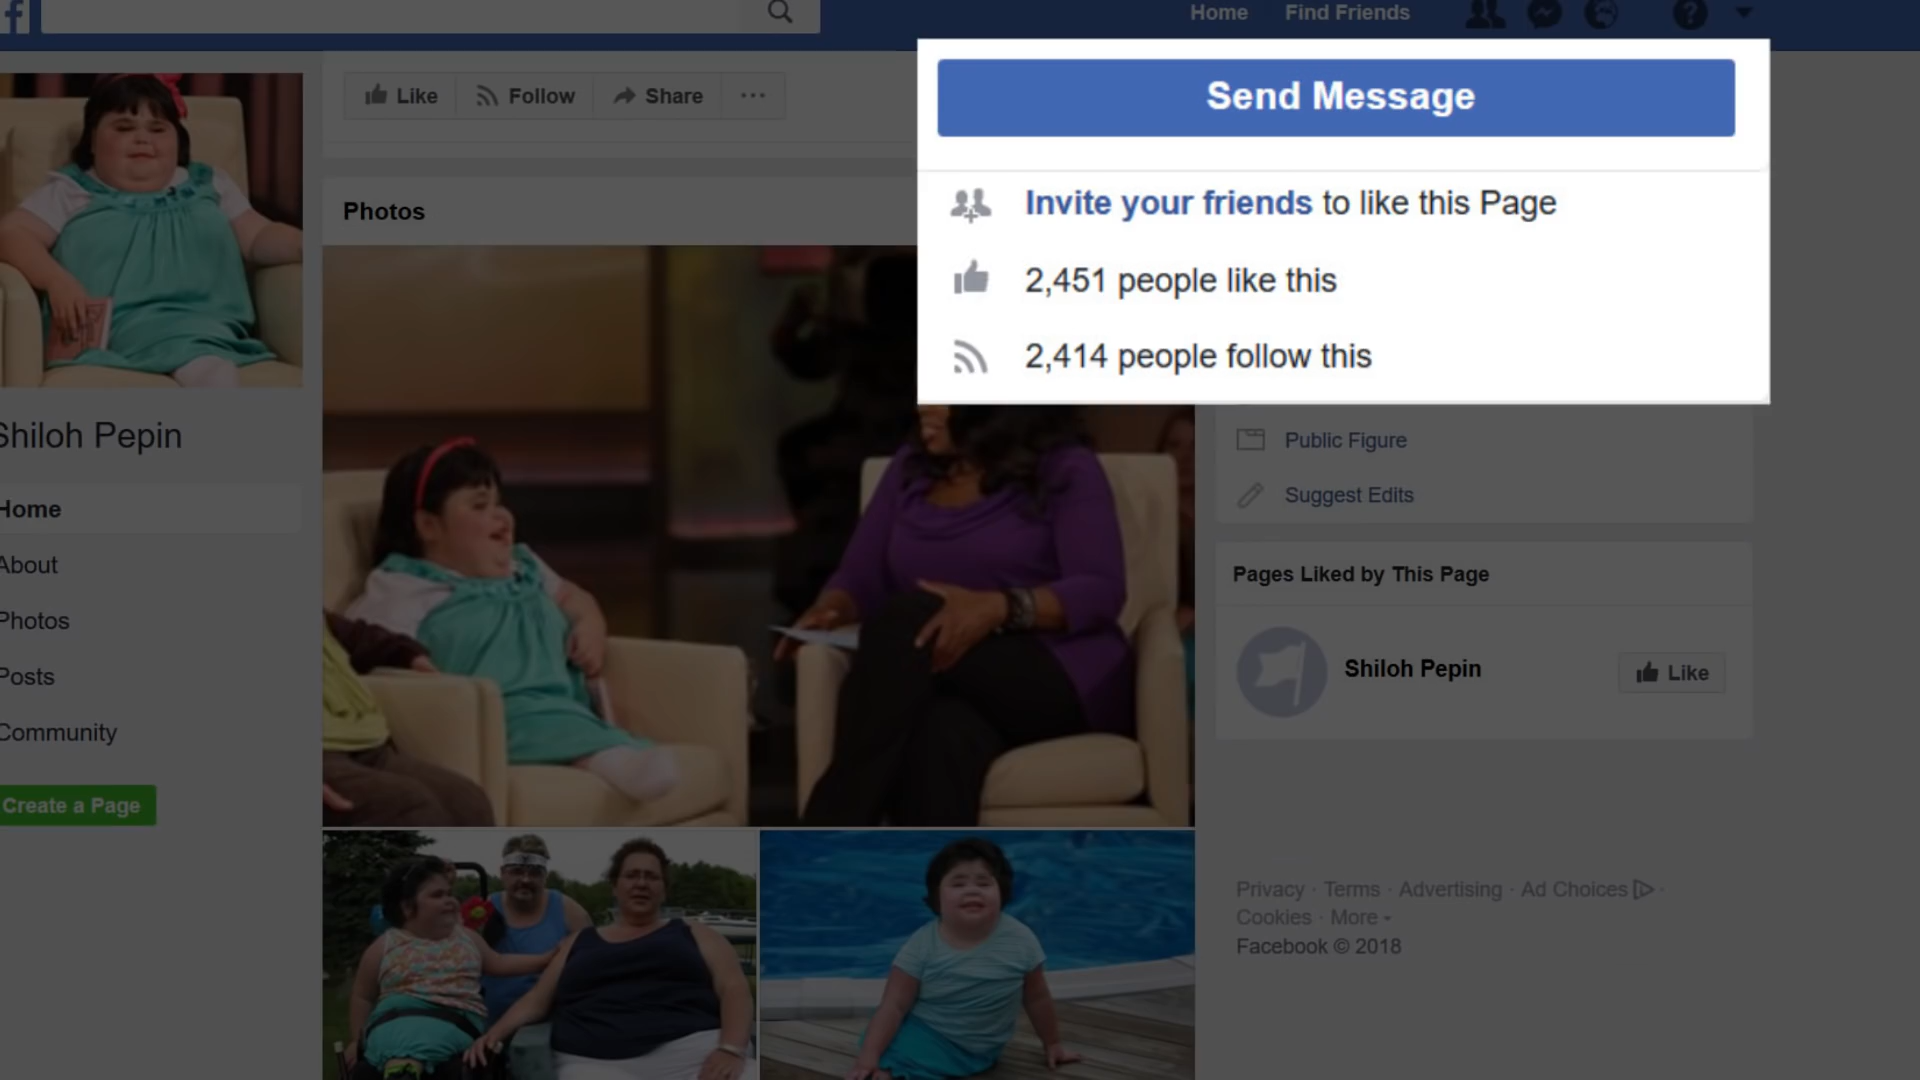 f
Home
Find Friends
Like
Follow
Share
Send Message
Invite your friends to like this Page
2,451 people like this
2,414 people follow this
Photos
Shiloh Pepin
Home
About
Photos
Posts
Community
Create a Page
Public Figure
Suggest Edits
Pages Liked by This Page
Shiloh Pepin
Like
Privacy · Terms · Advertising · Ad Choices ·
Cookies · More
Facebook © 2018